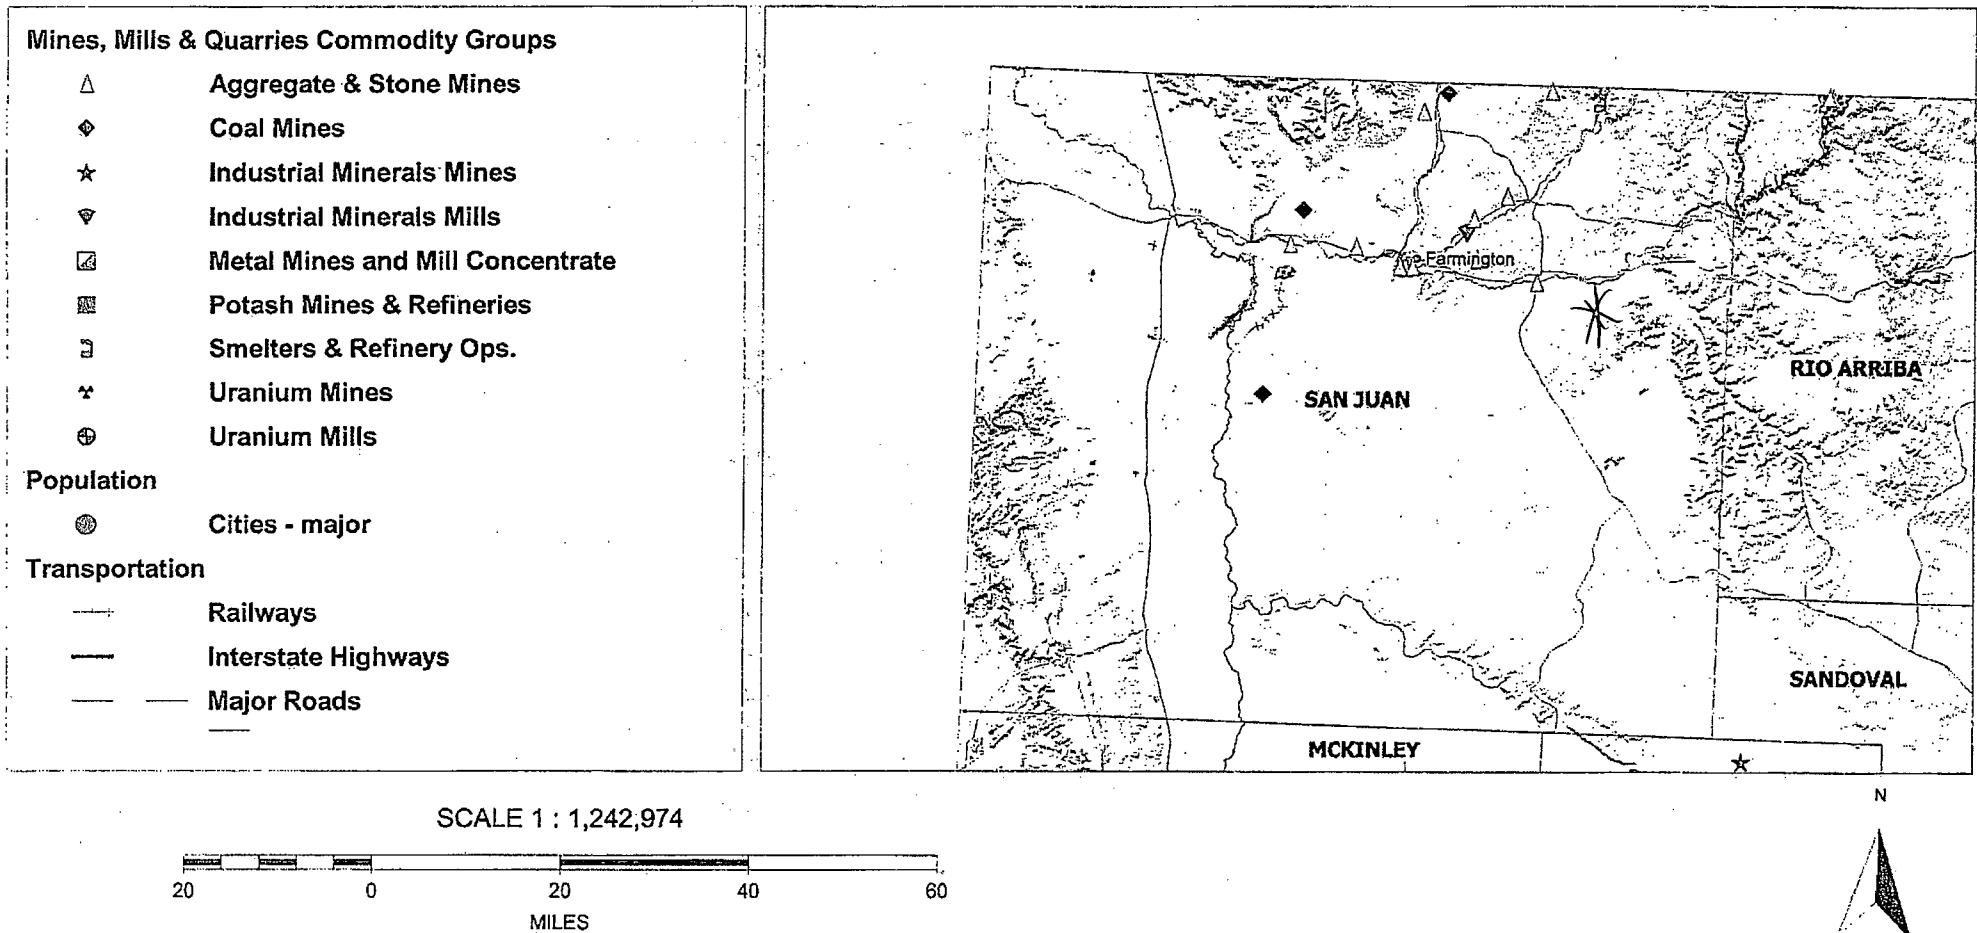 Mines, Mills & Quarries Commodity Groups
Aggregate & Stone Mines
Coal Mines
Industrial Minerals Mines
Industrial Minerals Mills
Metal Mines and Mill Concentrate
Potash Mines & Refineries
Smelters & Refinery Ops.
Uranium Mines
Uranium Mills
Population
Cities - major
Transportation
Railways
Interstate Highways
Major Roads
Farmington
RIO ARRIBA
SAN JUAN
SANDOVAL
MCKINLEY
SCALE 1 : 1,242,974
20 0 20 40 60
MILES
N